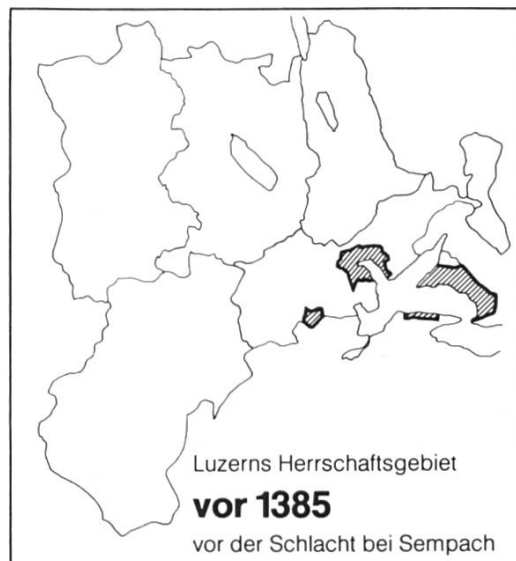 Luzerns Herrschaftsgebiet
vor 1385
vor der Schlacht bei Sempach